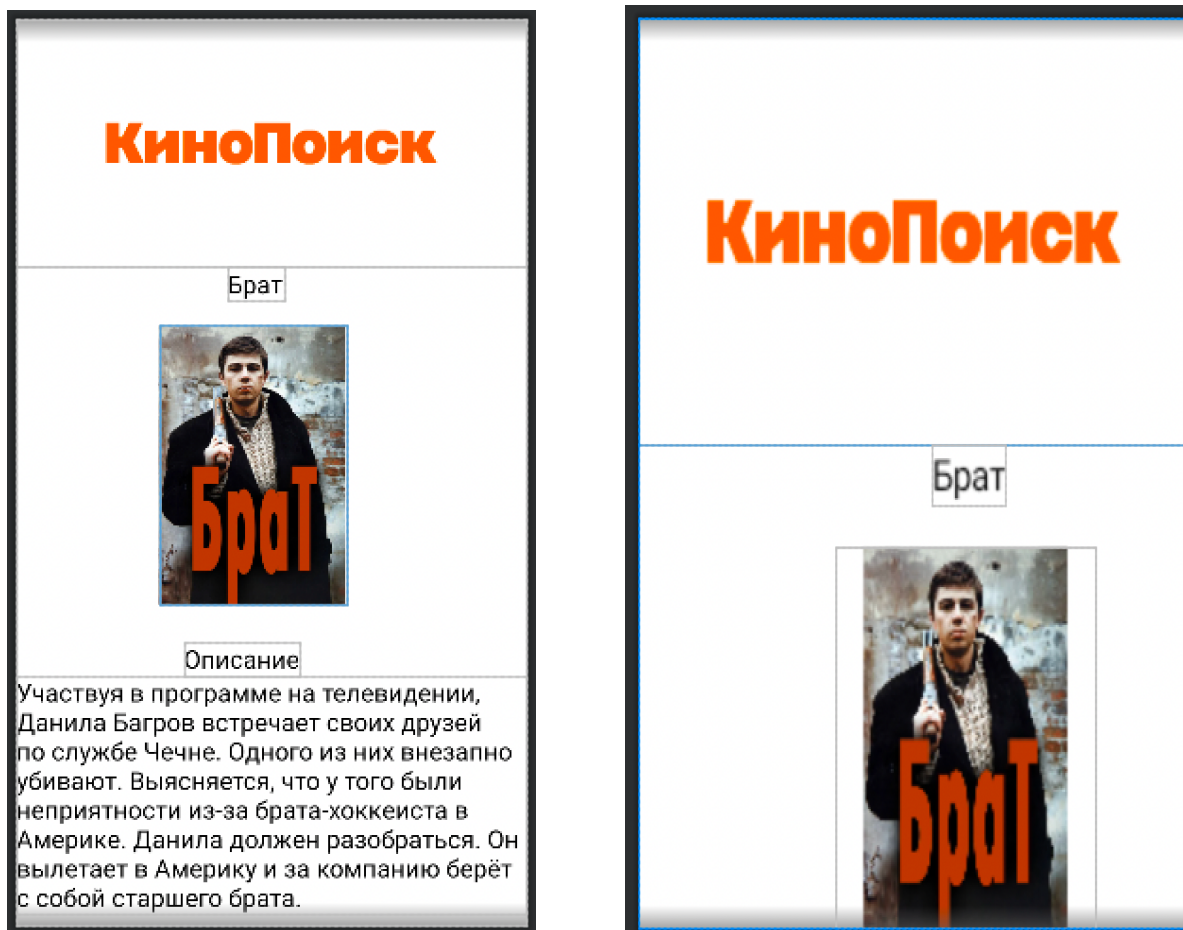 КиноПоиск
Брат
БраТ
Описание
Участвуя в программе на телевидении,
Данила Багров встречает своих друзей
по службе Чечне. Одного из них внезапно
убивают. Выясняется, что у того были
неприятности из-за брата-хоккеиста в
Америке. Данила должен разобраться. Он
вылетает в Америку и за компанию берёт
с собой старшего брата.
КиноПоиск
Брат
БраТ